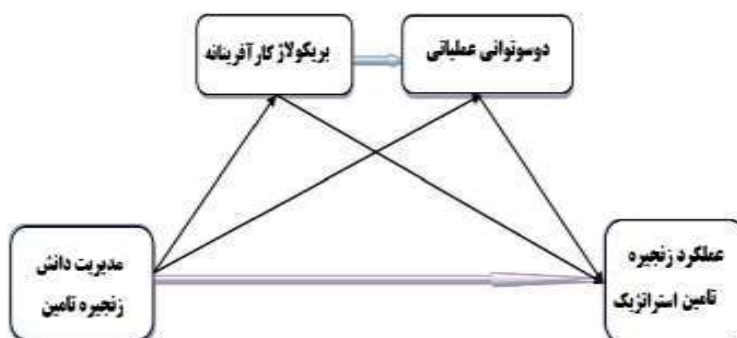 دوسوتوانی عملیاتی
بریکولاژ کارآفرینانه
عملکرد زنجیره
تامین استراتژیک
مدیریت دانش
زنجیره تامین